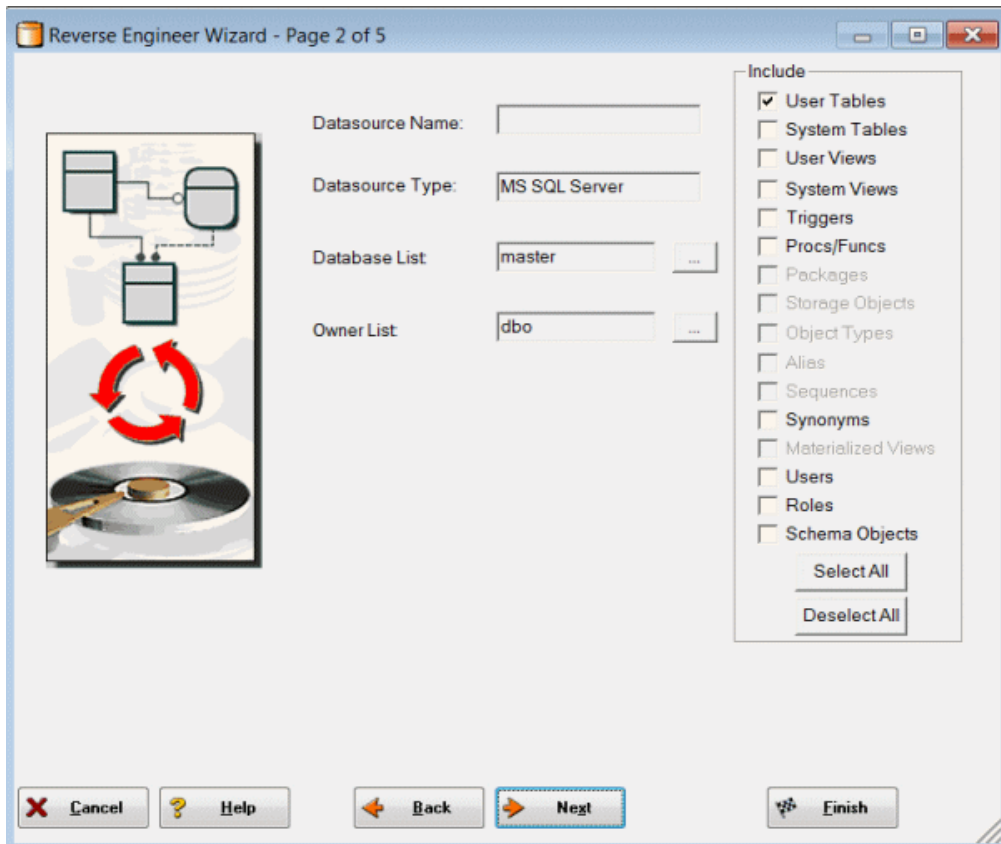 Reverse Engineer Wizard - Page 2 of 5
Datasource Name:
Datasource Type: MS SQL Server
Database List: master ...
Owner List: dbo ...
Include
User Tables
System Tables
User Views
System Views
Triggers
Procs/Funcs
Packages
Storage Objects
Object Types
Alias
Sequences
Synonyms
Materialized Views
Users
Roles
Schema Objects
Select All
Deselect All
Cancel Help Back Next Finish